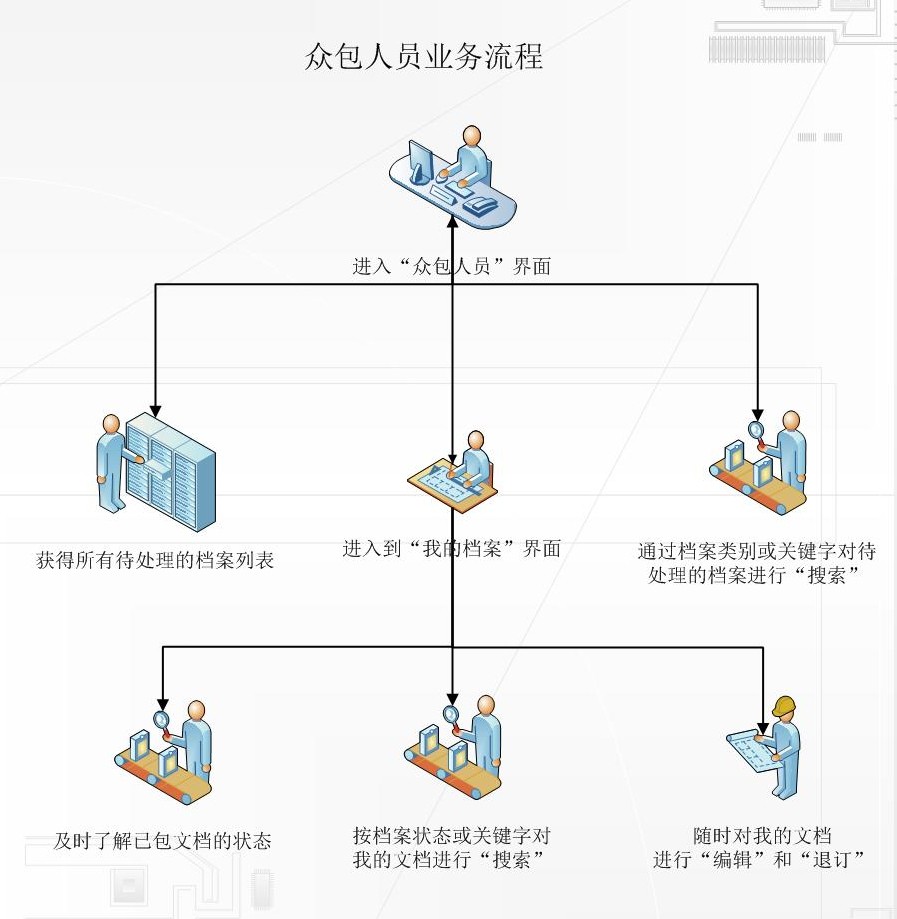 众包人员业务流程
进入“众包人员”界面
获得所有待处理的档案列表
进入到“我的档案”界面
通过档案类别或关键字对待
处理的档案进行“搜索”
及时了解已包文档的状态
按档案状态或关键字对
我的文档进行“搜索”
随时对我的文档
进行“编辑”和“退订”